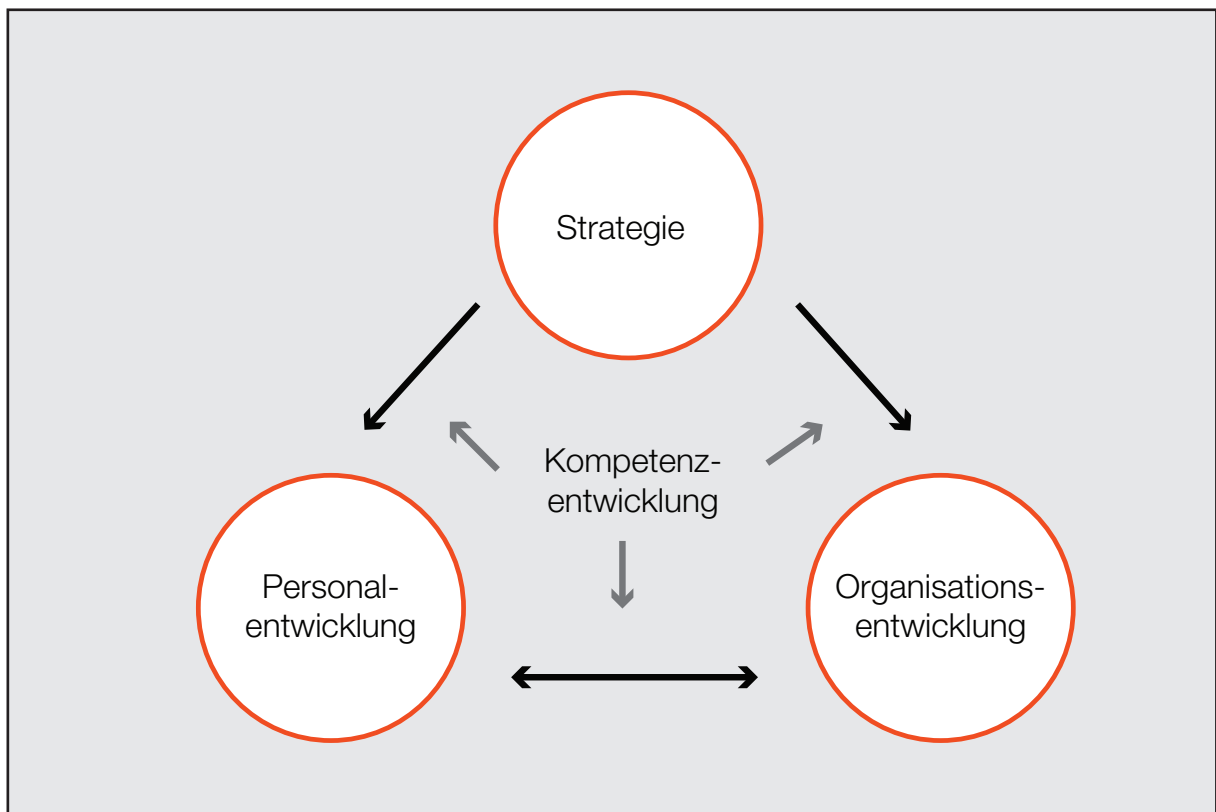 Strategie
Kompetenz-
entwicklung
Personal-
entwicklung
Organisations-
entwicklung